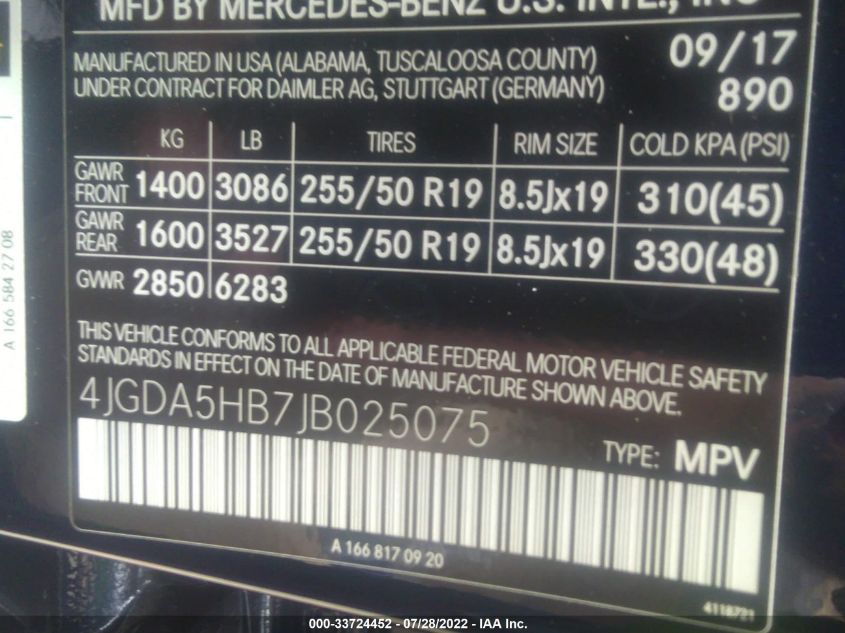 MFD BY MERCEDES-BENZ U.S. INTL., INC
MANUFACTURED IN USA (ALABAMA, TUSCALOOSA COUNTY) 09/17
UNDER CONTRACT FOR DAIMLER AG, STUTTGART (GERMANY) 890
KG LB TIRES RIM SIZE COLD KPA (PSI)
GAWR FRONT 1400 3086 255/50 R19 8.5Jx19 310(45)
GAWR REAR 1600 3527 255/50 R19 8.5Jx19 330(48)
GVWR 2850 6283
THIS VEHICLE CONFORMS TO ALL APPLICABLE FEDERAL MOTOR VEHICLE SAFETY
STANDARDS IN EFFECT ON THE DATE OF MANUFACTURE SHOWN ABOVE.
4JGDA5HB7JB025075
TYPE: MPV
A 166 817 09 20
4118721
A 166 584 27 08
000-33724452 - 07/28/2022 - IAA Inc.